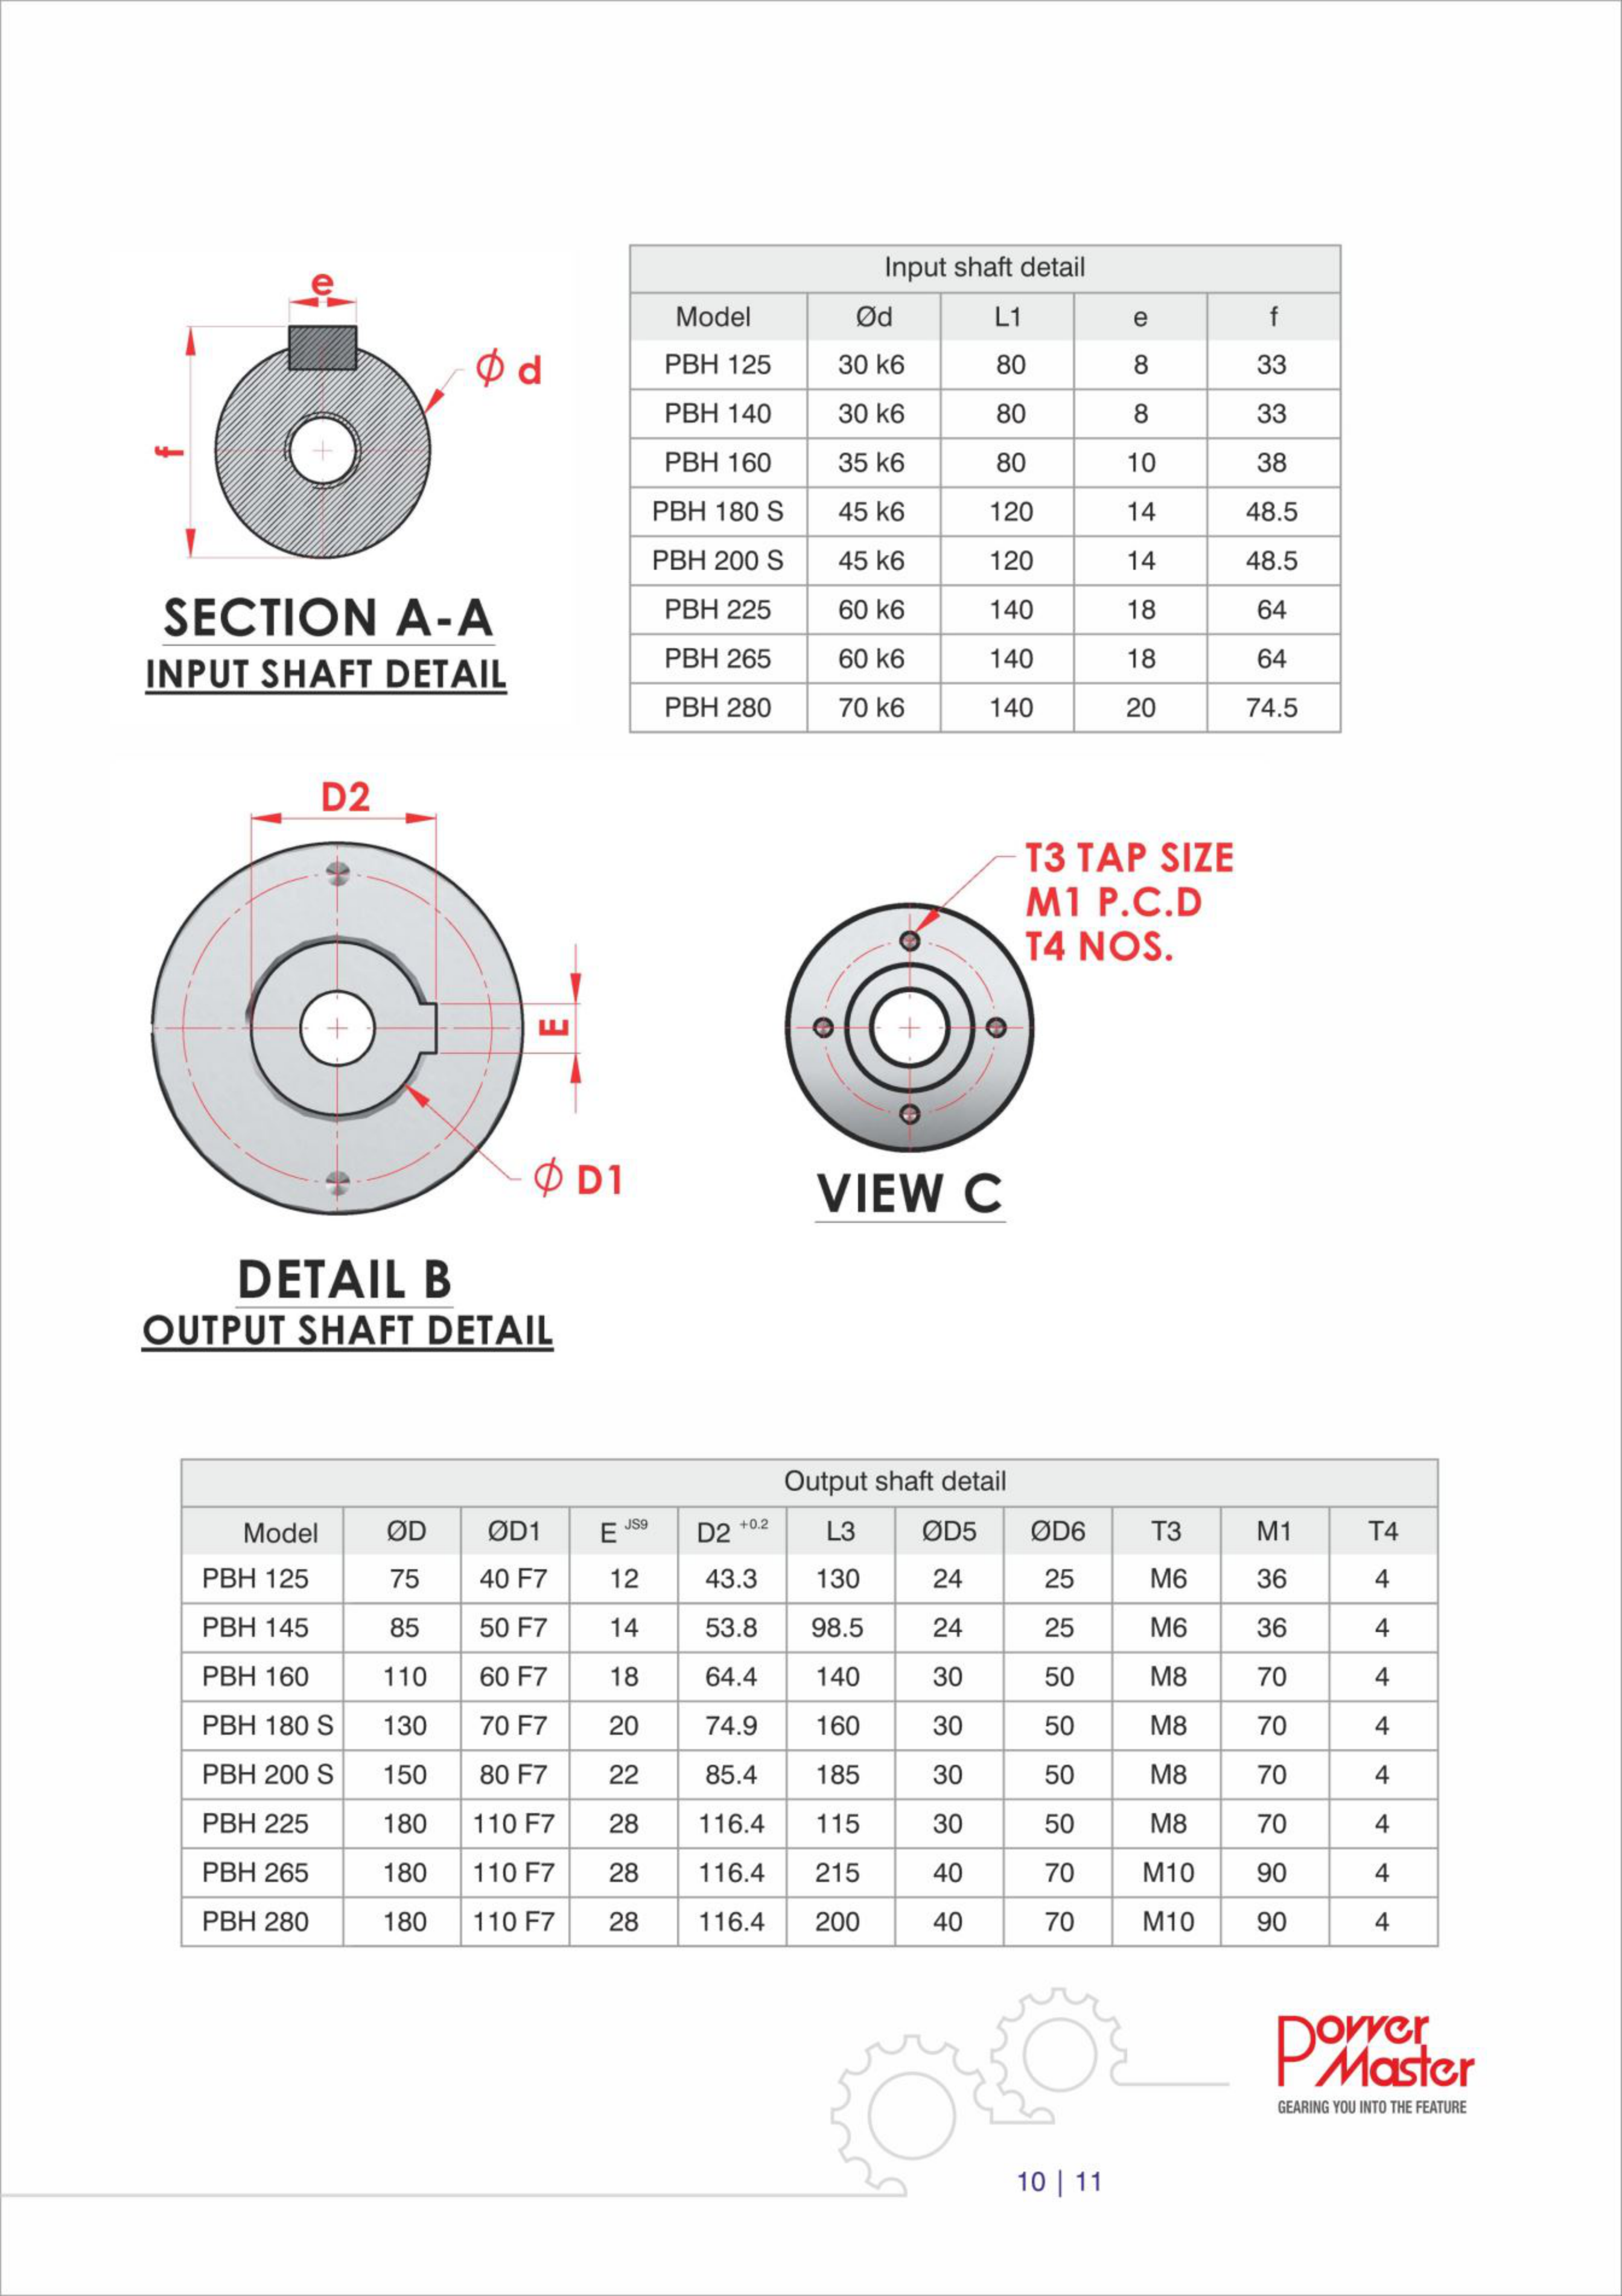 e
Ø d
f
SECTION A-A
INPUT SHAFT DETAIL
Input shaft detail
Model Ød L1 e f
PBH 125 30 k6 80 8 33
PBH 140 30 k6 80 8 33
PBH 160 35 k6 80 10 38
PBH 180 S 45 k6 120 14 48.5
PBH 200 S 45 k6 120 14 48.5
PBH 225 60 k6 140 18 64
PBH 265 60 k6 140 18 64
PBH 280 70 k6 140 20 74.5
D2
E
Ø D1
DETAIL B
OUTPUT SHAFT DETAIL
T3 TAP SIZE
M1 P.C.D
T4 NOS.
VIEW C
Output shaft detail
Model ØD ØD1 E JS9 D2 +0.2 L3 ØD5 ØD6 T3 M1 T4
PBH 125 75 40 F7 12 43.3 130 24 25 M6 36 4
PBH 145 85 50 F7 14 53.8 98.5 24 25 M6 36 4
PBH 160 110 60 F7 18 64.4 140 30 50 M8 70 4
PBH 180 S 130 70 F7 20 74.9 160 30 50 M8 70 4
PBH 200 S 150 80 F7 22 85.4 185 30 50 M8 70 4
PBH 225 180 110 F7 28 116.4 115 30 50 M8 70 4
PBH 265 180 110 F7 28 116.4 215 40 70 M10 90 4
PBH 280 180 110 F7 28 116.4 200 40 70 M10 90 4
Power
Master
GEARING YOU INTO THE FEATURE
10 | 11